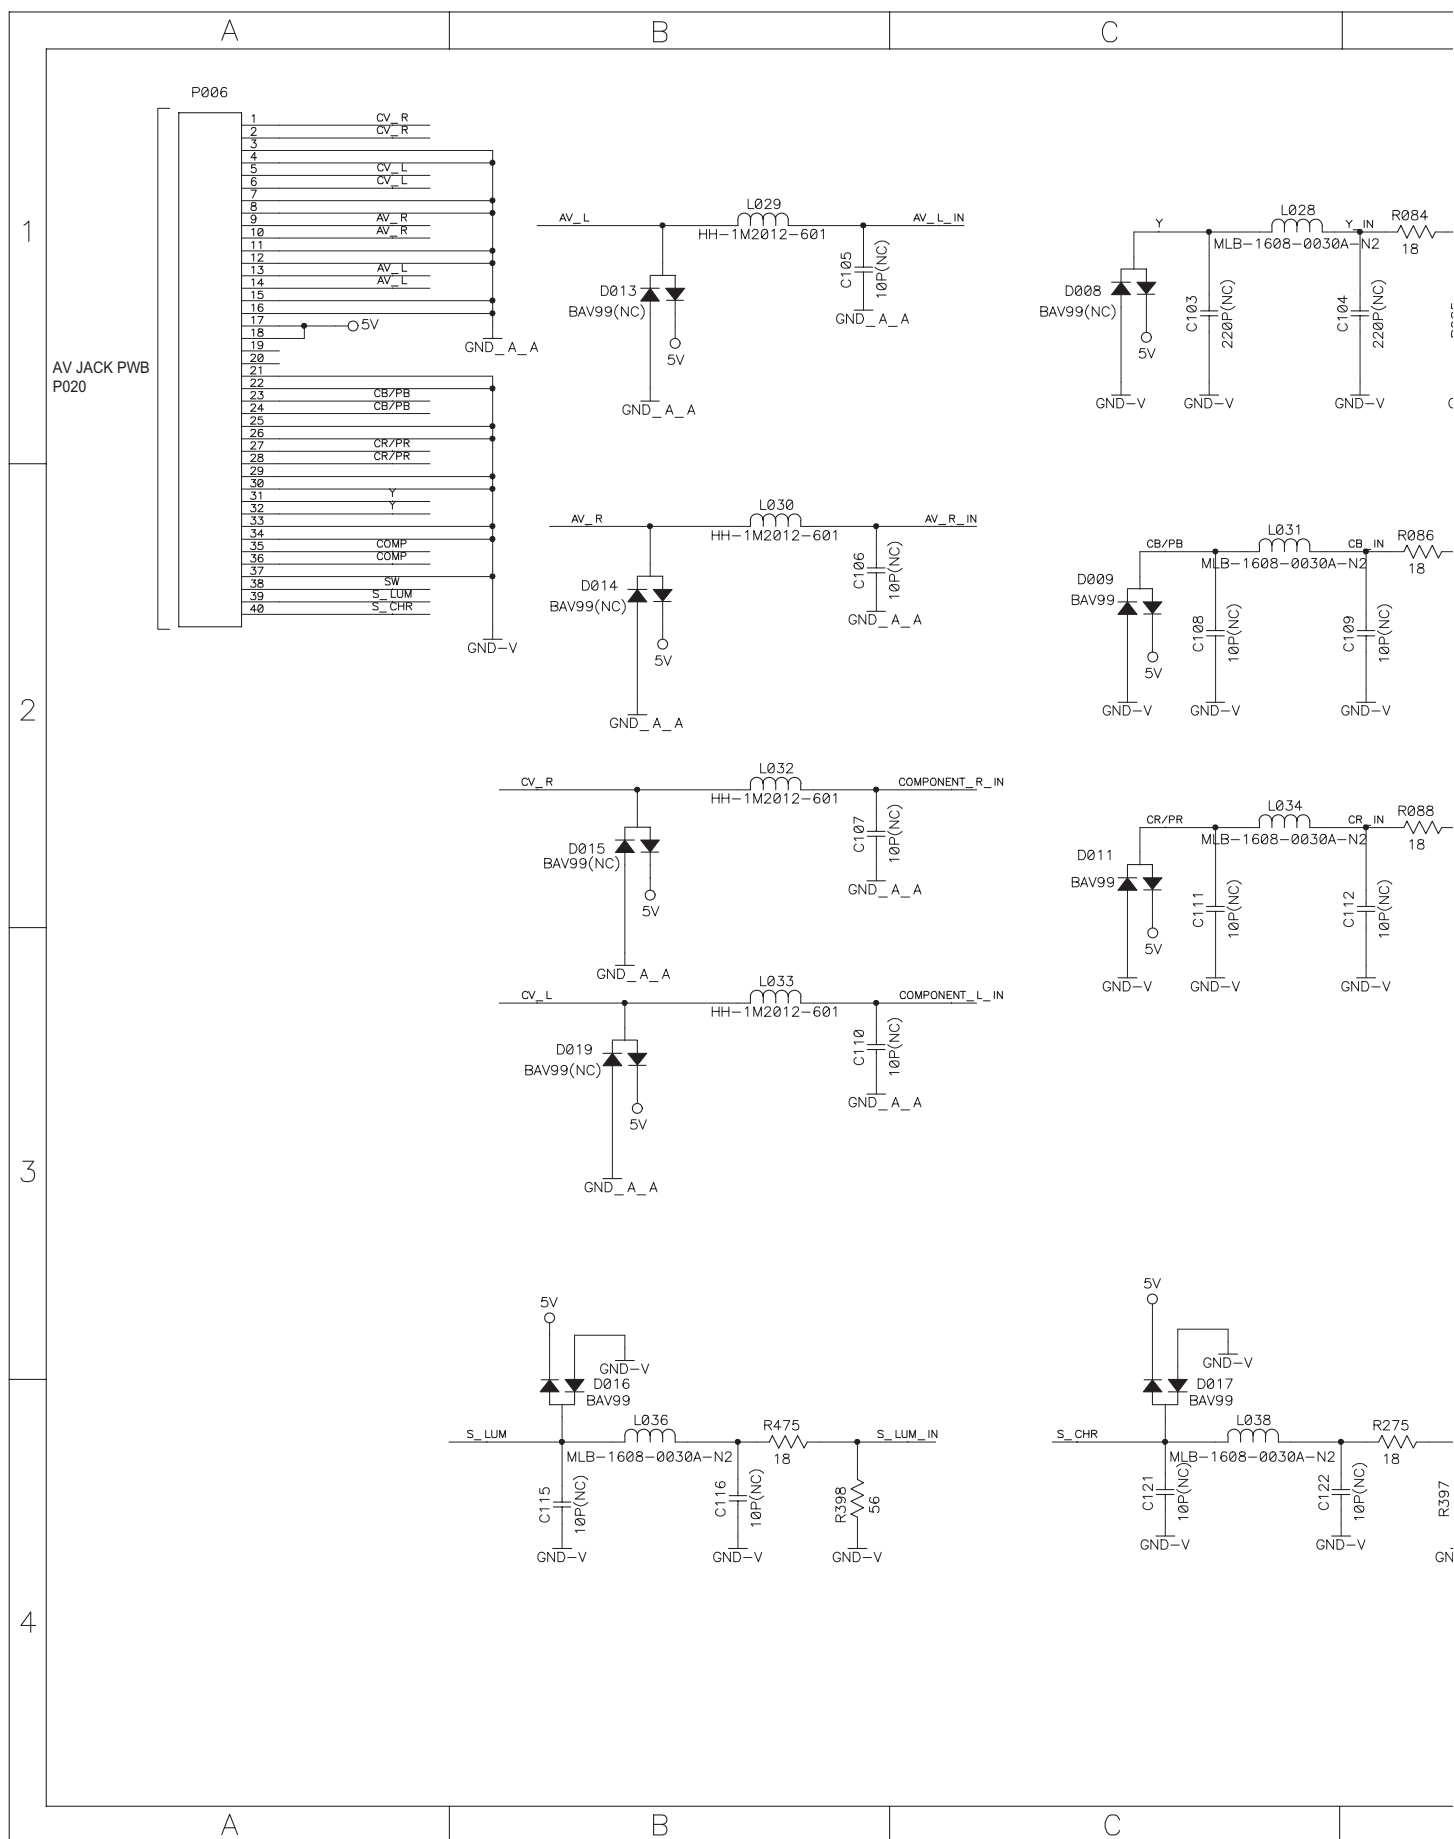 A
B
C
1
2
3
4
P006
AV JACK PWB
P020
1
CV_R
2
CV_R
3
4
5
CV_L
6
CV_L
7
8
9
AV_R
10
AV_R
11
12
13
AV_L
14
AV_L
15
16
17
5V
18
19
20
21
22
23
CB/PB
24
CB/PB
25
26
27
CR/PR
28
CR/PR
29
30
31
Y
32
Y
33
34
35
COMP
36
COMP
37
38
SW
39
S_LUM
40
S_CHR
GND_A_A
GND-V
AV_L
L029
HH-1M2012-601
AV_L_IN
D013
BAV99(NC)
5V
GND_A_A
C105
10P(NC)
GND_A_A
AV_R
L030
HH-1M2012-601
AV_R_IN
D014
BAV99(NC)
5V
GND_A_A
C106
10P(NC)
GND_A_A
CV_R
L032
HH-1M2012-601
COMPONENT_R_IN
D015
BAV99(NC)
5V
GND_A_A
C107
10P(NC)
GND_A_A
CV_L
L033
HH-1M2012-601
COMPONENT_L_IN
D019
BAV99(NC)
5V
GND_A_A
C110
10P(NC)
GND_A_A
Y
L028
MLB-1608-0030A-N2
Y_IN
R084
18
D008
BAV99(NC)
5V
GND-V
C103
220P(NC)
GND-V
C104
220P(NC)
GND-V
CB/PB
L031
MLB-1608-0030A-N2
CB_IN
R086
18
D009
BAV99
5V
GND-V
C108
10P(NC)
GND-V
C109
10P(NC)
GND-V
CR/PR
L034
MLB-1608-0030A-N2
CR_IN
R088
18
D011
BAV99
5V
GND-V
C111
10P(NC)
GND-V
C112
10P(NC)
GND-V
5V
GND-V
D016
BAV99
S_LUM
L036
MLB-1608-0030A-N2
R475
18
S_LUM_IN
C115
10P(NC)
GND-V
C116
10P(NC)
GND-V
R398
56
GND-V
5V
GND-V
D017
BAV99
S_CHR
L038
MLB-1608-0030A-N2
R275
18
C121
10P(NC)
GND-V
C122
10P(NC)
GND-V
R397
GN
A
B
C